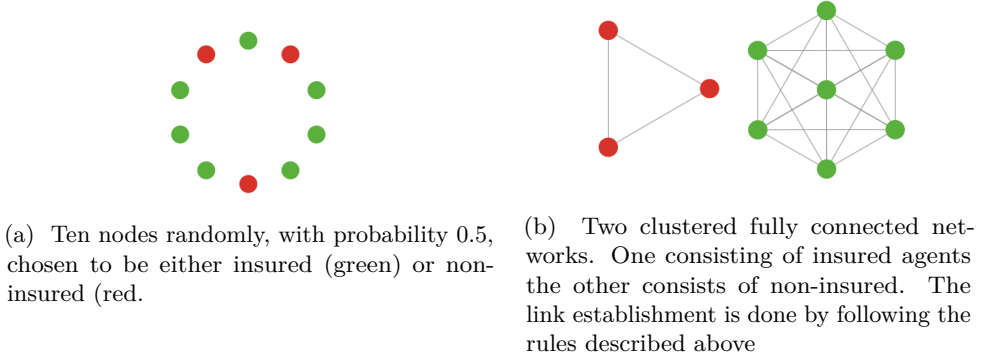 (a) Ten nodes randomly, with probability 0.5,
chosen to be either insured (green) or non-
insured (red.
(b) Two clustered fully connected net-
works. One consisting of insured agents
the other consists of non-insured. The
link establishment is done by following the
rules described above